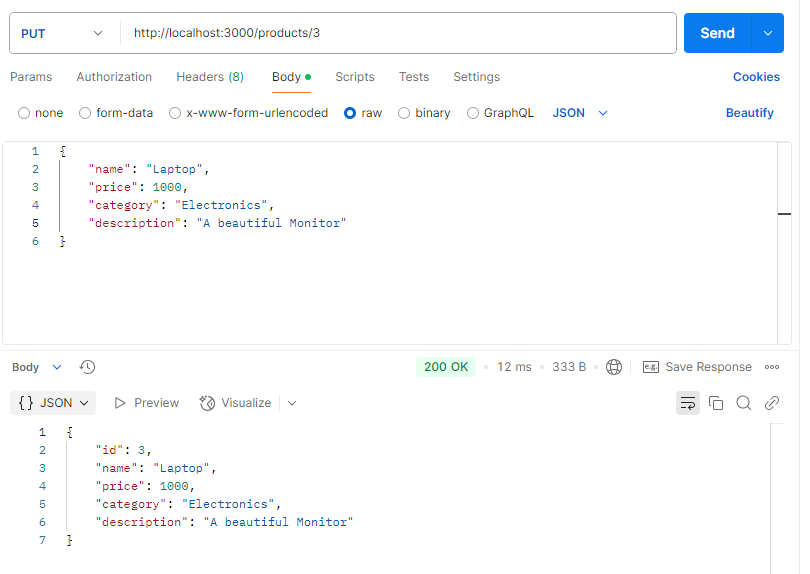 PUT http://localhost:3000/products/3 Send
Params Authorization Headers (8) Body Scripts Tests Settings Cookies
none form-data x-www-form-urlencoded raw binary GraphQL JSON Beautify
1 {
2 "name": "Laptop",
3 "price": 1000,
4 "category": "Electronics",
5 "description": "A beautiful Monitor"
6 }
Body 200 OK 12 ms 333 B e.g. Save Response
{} JSON Preview Visualize
1 {
2 "id": 3,
3 "name": "Laptop",
4 "price": 1000,
5 "category": "Electronics",
6 "description": "A beautiful Monitor"
7 }